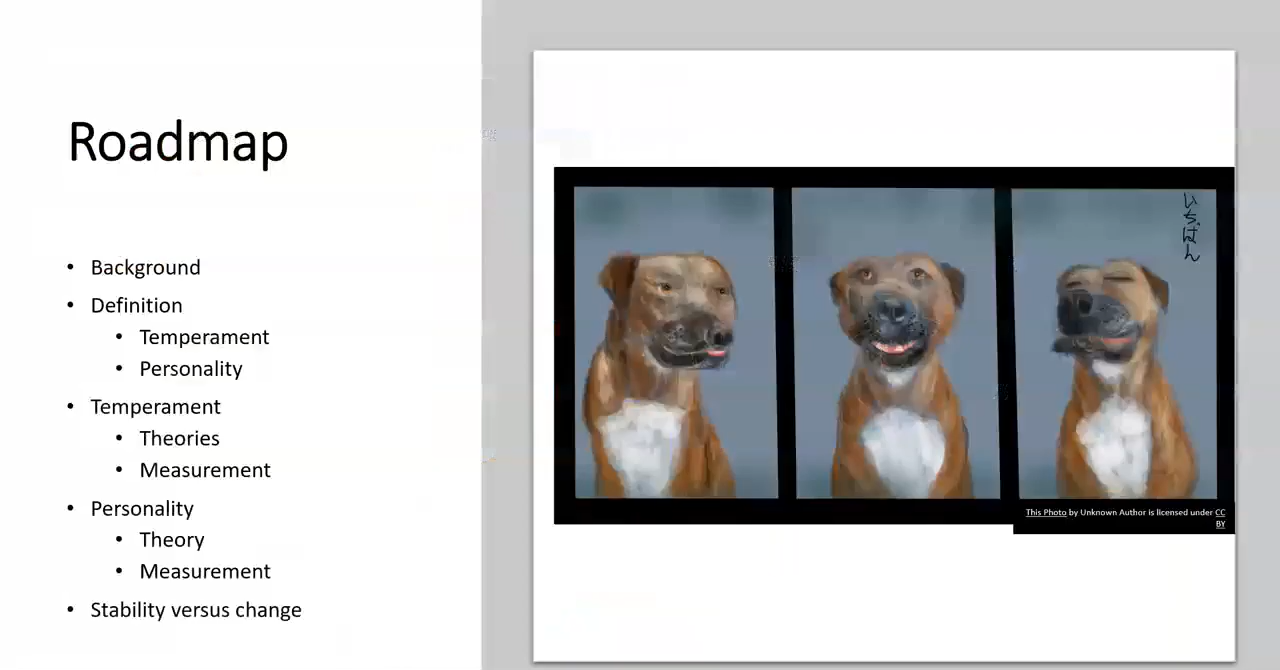 Roadmap
• Background
• Definition
• Temperament
• Personality
• Temperament
• Theories
• Measurement
• Personality
• Theory
• Measurement
• Stability versus change
いちばん
This Photo by Unknown Author is licensed under CC
BY